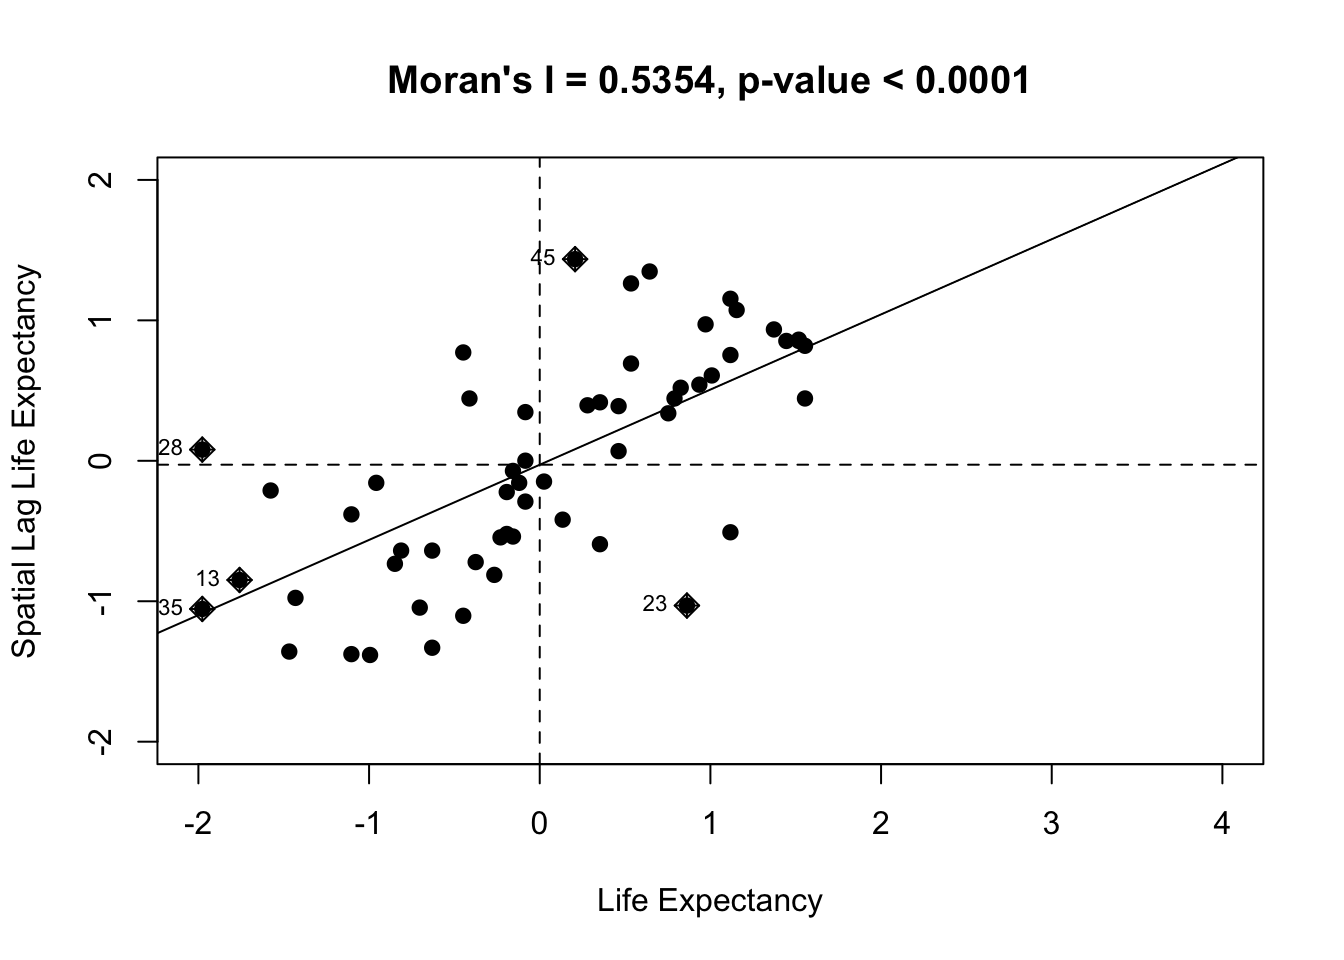 Moran's I = 0.5354, p-value < 0.0001
Spatial Lag Life Expectancy
2
1
0
-1
-2
45
28
13
35
23
-2 -1 0 1 2 3 4
Life Expectancy